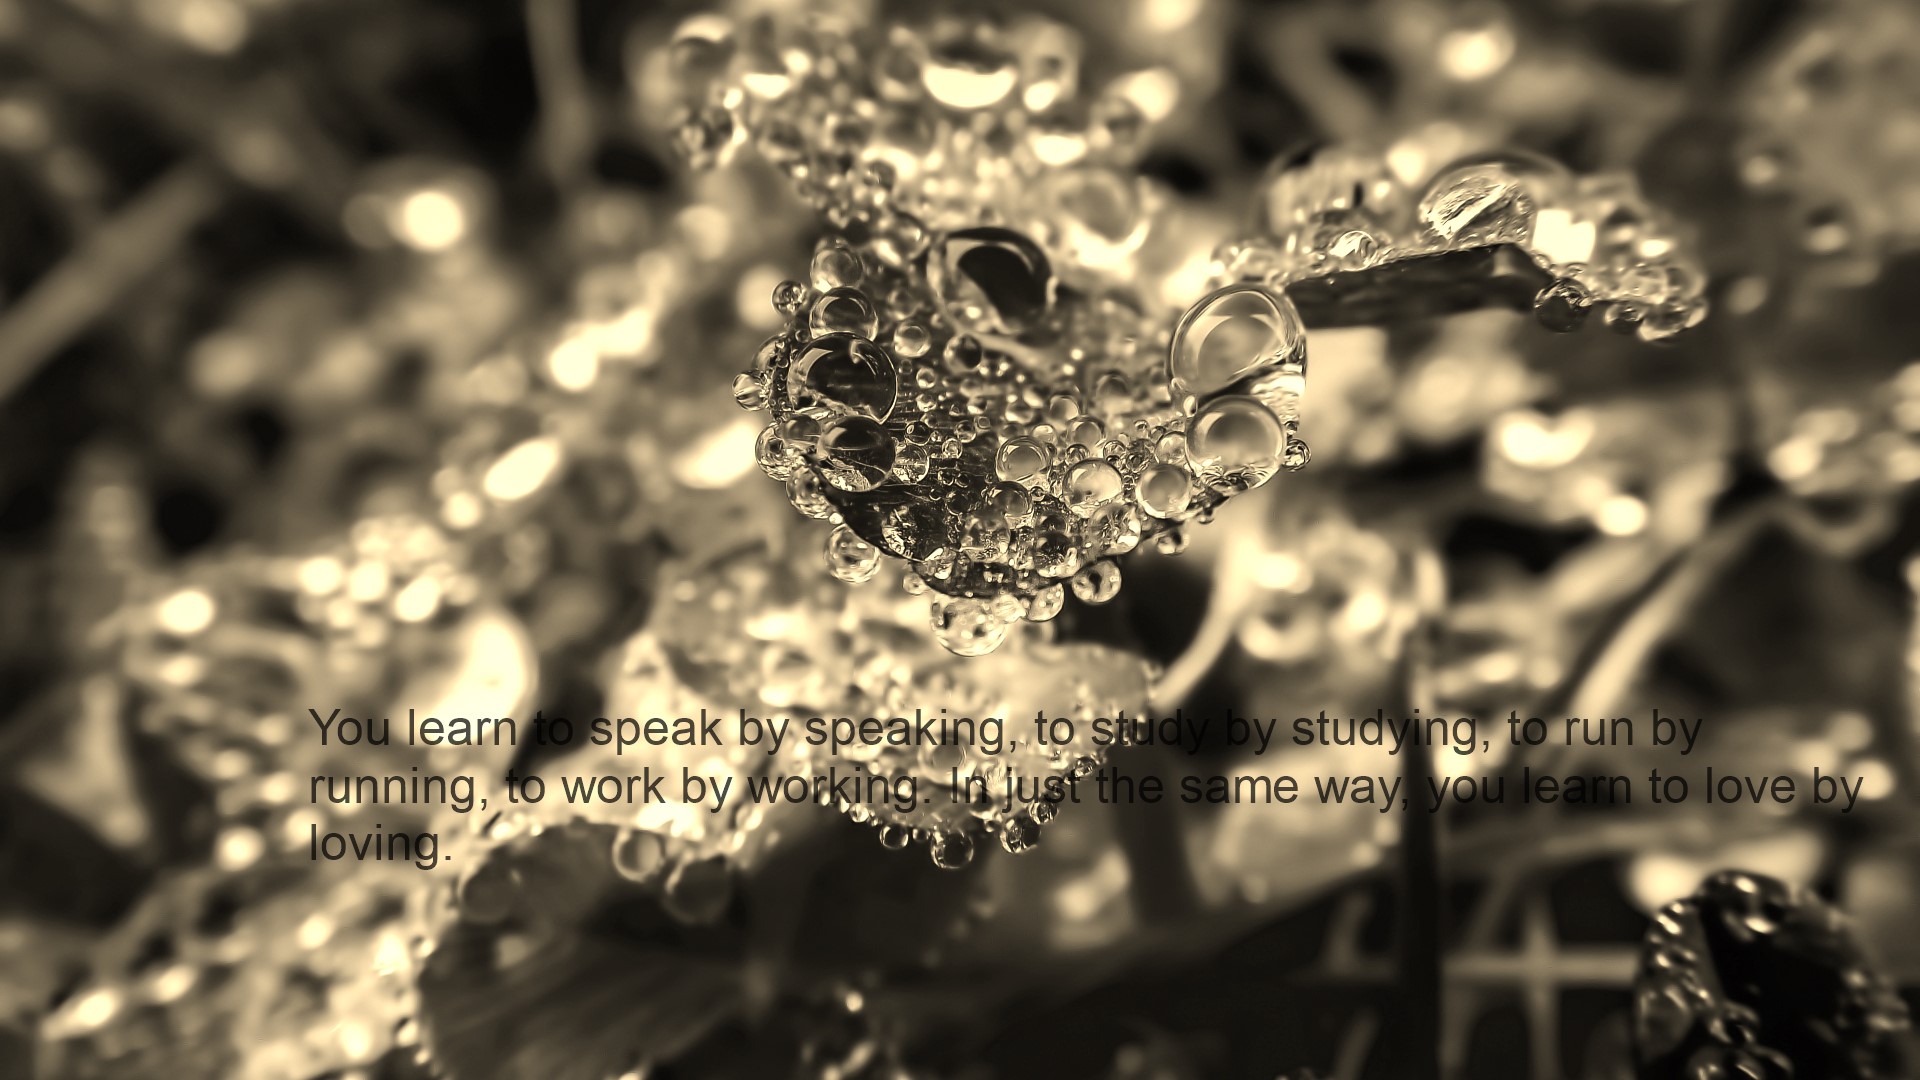 You learn to speak by speaking, to study by studying, to run by
running, to work by working. In just the same way, you learn to love by
loving.